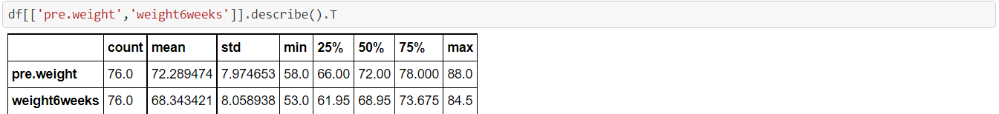 df[['pre.weight','weight6weeks']].describe().T
count mean std min 25% 50% 75% max
pre.weight 76.0 72.289474 7.974653 58.0 66.00 72.00 78.000 88.0
weight6weeks 76.0 68.343421 8.058938 53.0 61.95 68.95 73.675 84.5